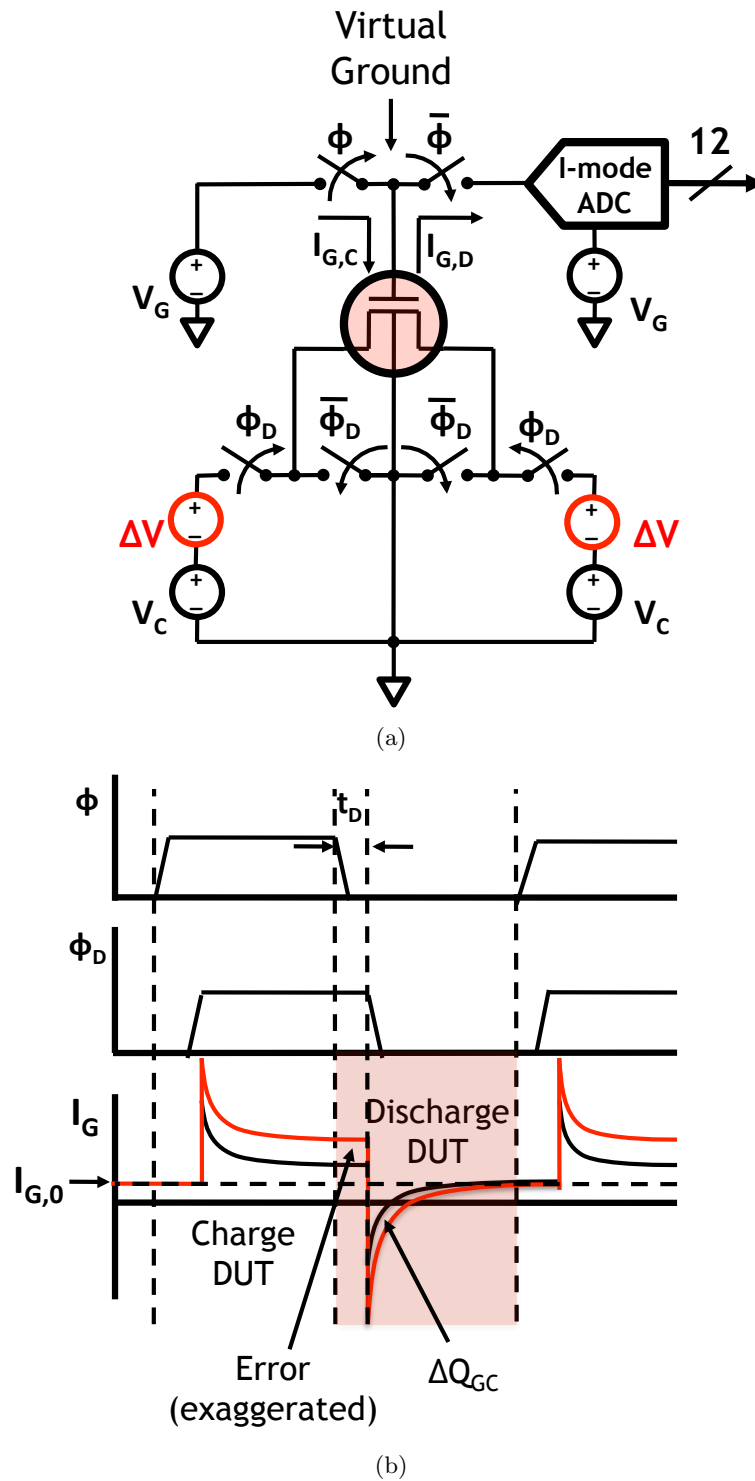 Virtual
Ground
ϕ
ϕ̅
12
I-mode
ADC
I_G,C
I_G,D
+
−
V_G
+
−
V_G
ϕ_D
ϕ̅_D
ϕ̅_D
ϕ_D
+
−
ΔV
+
−
ΔV
+
−
V_C
+
−
V_C
(a)
ϕ
t_D
ϕ_D
I_G
Discharge
DUT
I_G,0
Charge
DUT
Error
(exaggerated)
ΔQ_GC
(b)